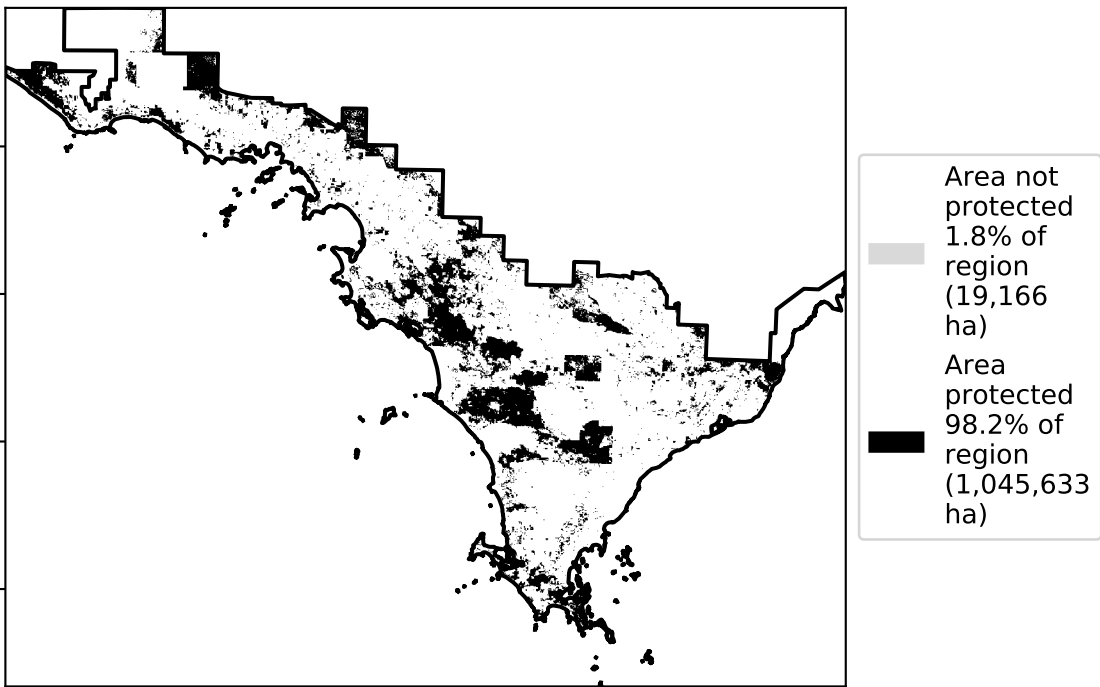 Area not
protected
1.8% of
region
(19,166
ha)
Area
protected
98.2% of
region
(1,045,633
ha)